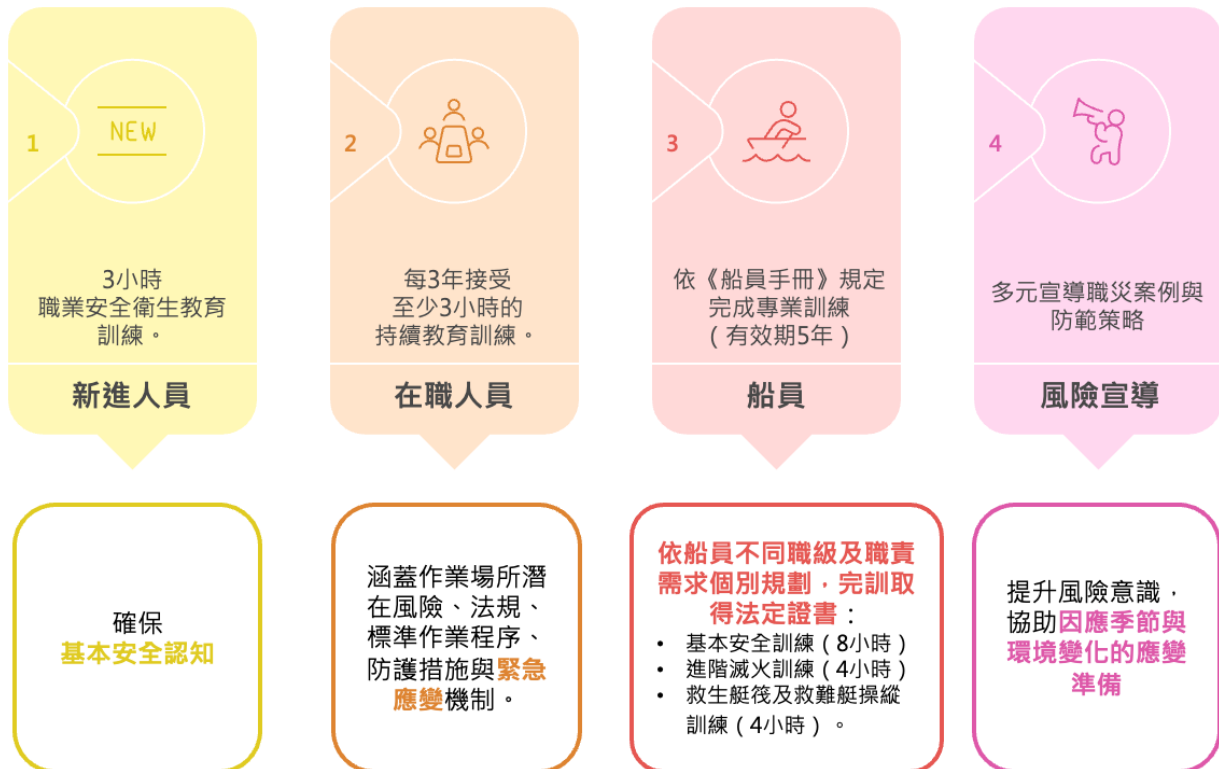 1
NEW
3小時
職業安全衛生教育
訓練。
新進人員
確保
基本安全認知
2
每3年接受
至少3小時的
持續教育訓練。
在職人員
涵蓋作業場所潛
在風險、法規、
標準作業程序、
防護措施與緊急
應變機制。
3
依《船員手冊》規定
完成專業訓練
(有效期5年)
船員
依船員不同職級及職責
需求個別規劃，完訓取
得法定證書：
• 基本安全訓練(8小時)
• 進階滅火訓練(4小時)
• 救生艇筏及救難艇操縱
訓練(4小時)。
4
多元宣導職災案例與
防範策略
風險宣導
提升風險意識，
協助因應季節與
環境變化的應變
準備